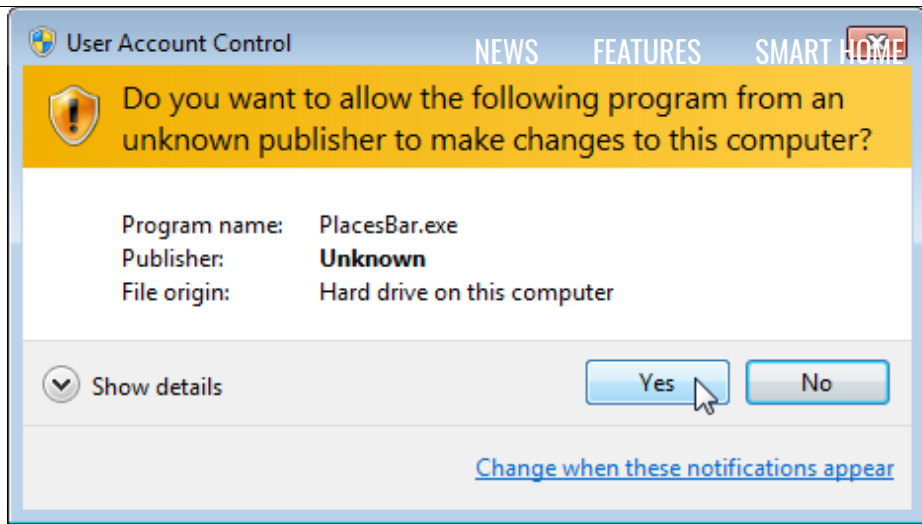 User Account Control
NEWS FEATURES SMART HOME
Do you want to allow the following program from an
unknown publisher to make changes to this computer?
Program name: PlacesBar.exe
Publisher: Unknown
File origin: Hard drive on this computer
Show details
Yes No
Change when these notifications appear